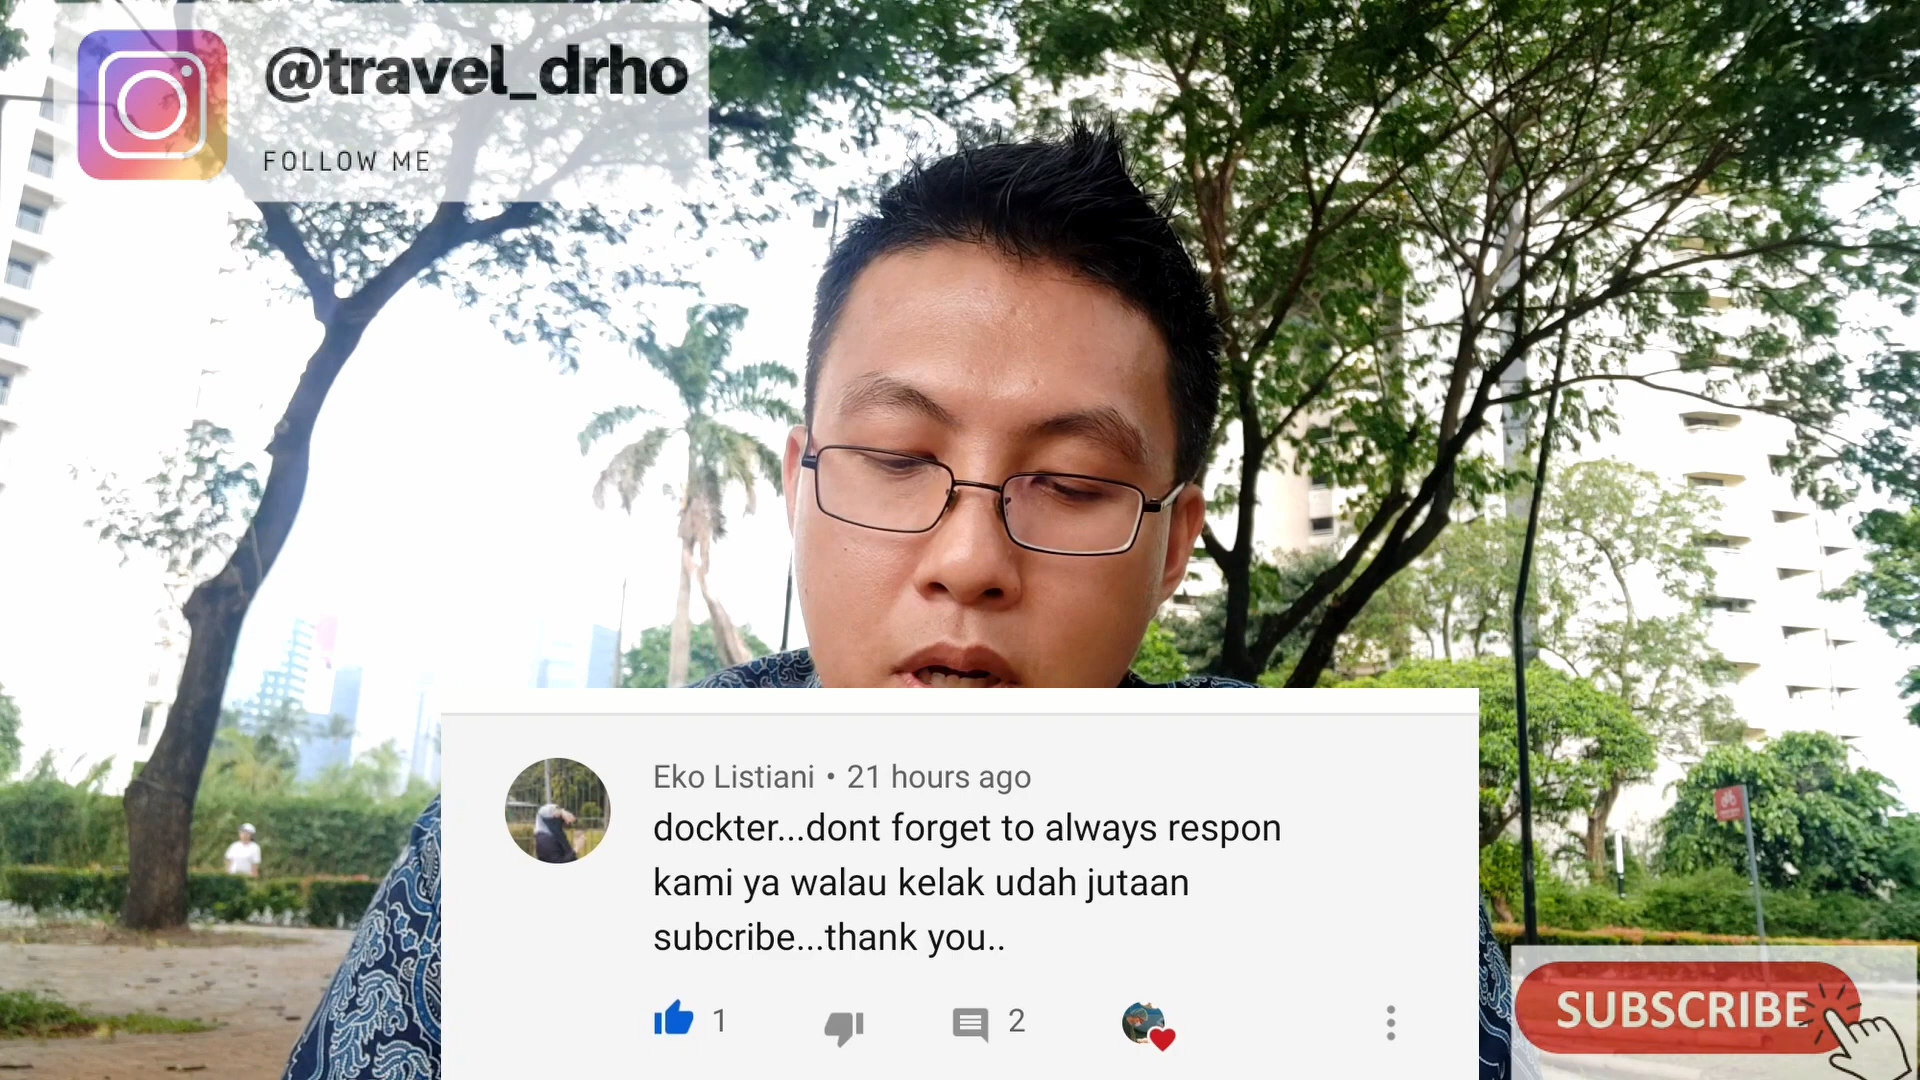 @travel_drho
FOLLOW ME
Eko Listiani • 21 hours ago
dockter...dont forget to always respon
kami ya walau kelak udah jutaan
subcribe...thank you..
1
2
SUBSCRIBE